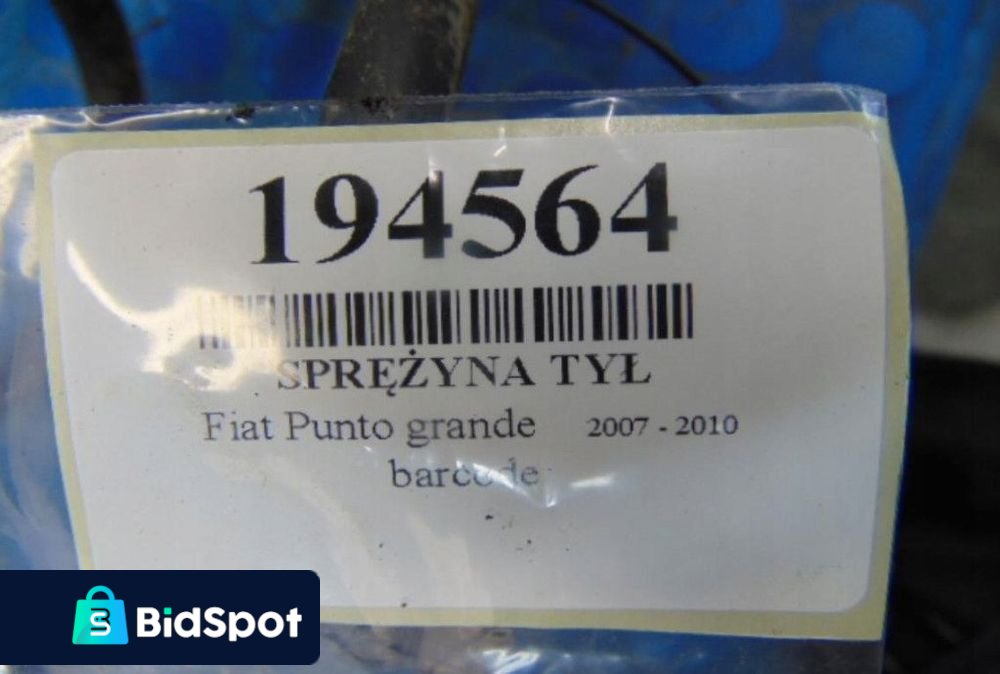 194564
SPRĘŻYNA TYŁ
Fiat Punto grande 2007 - 2010
barcode
BidSpot